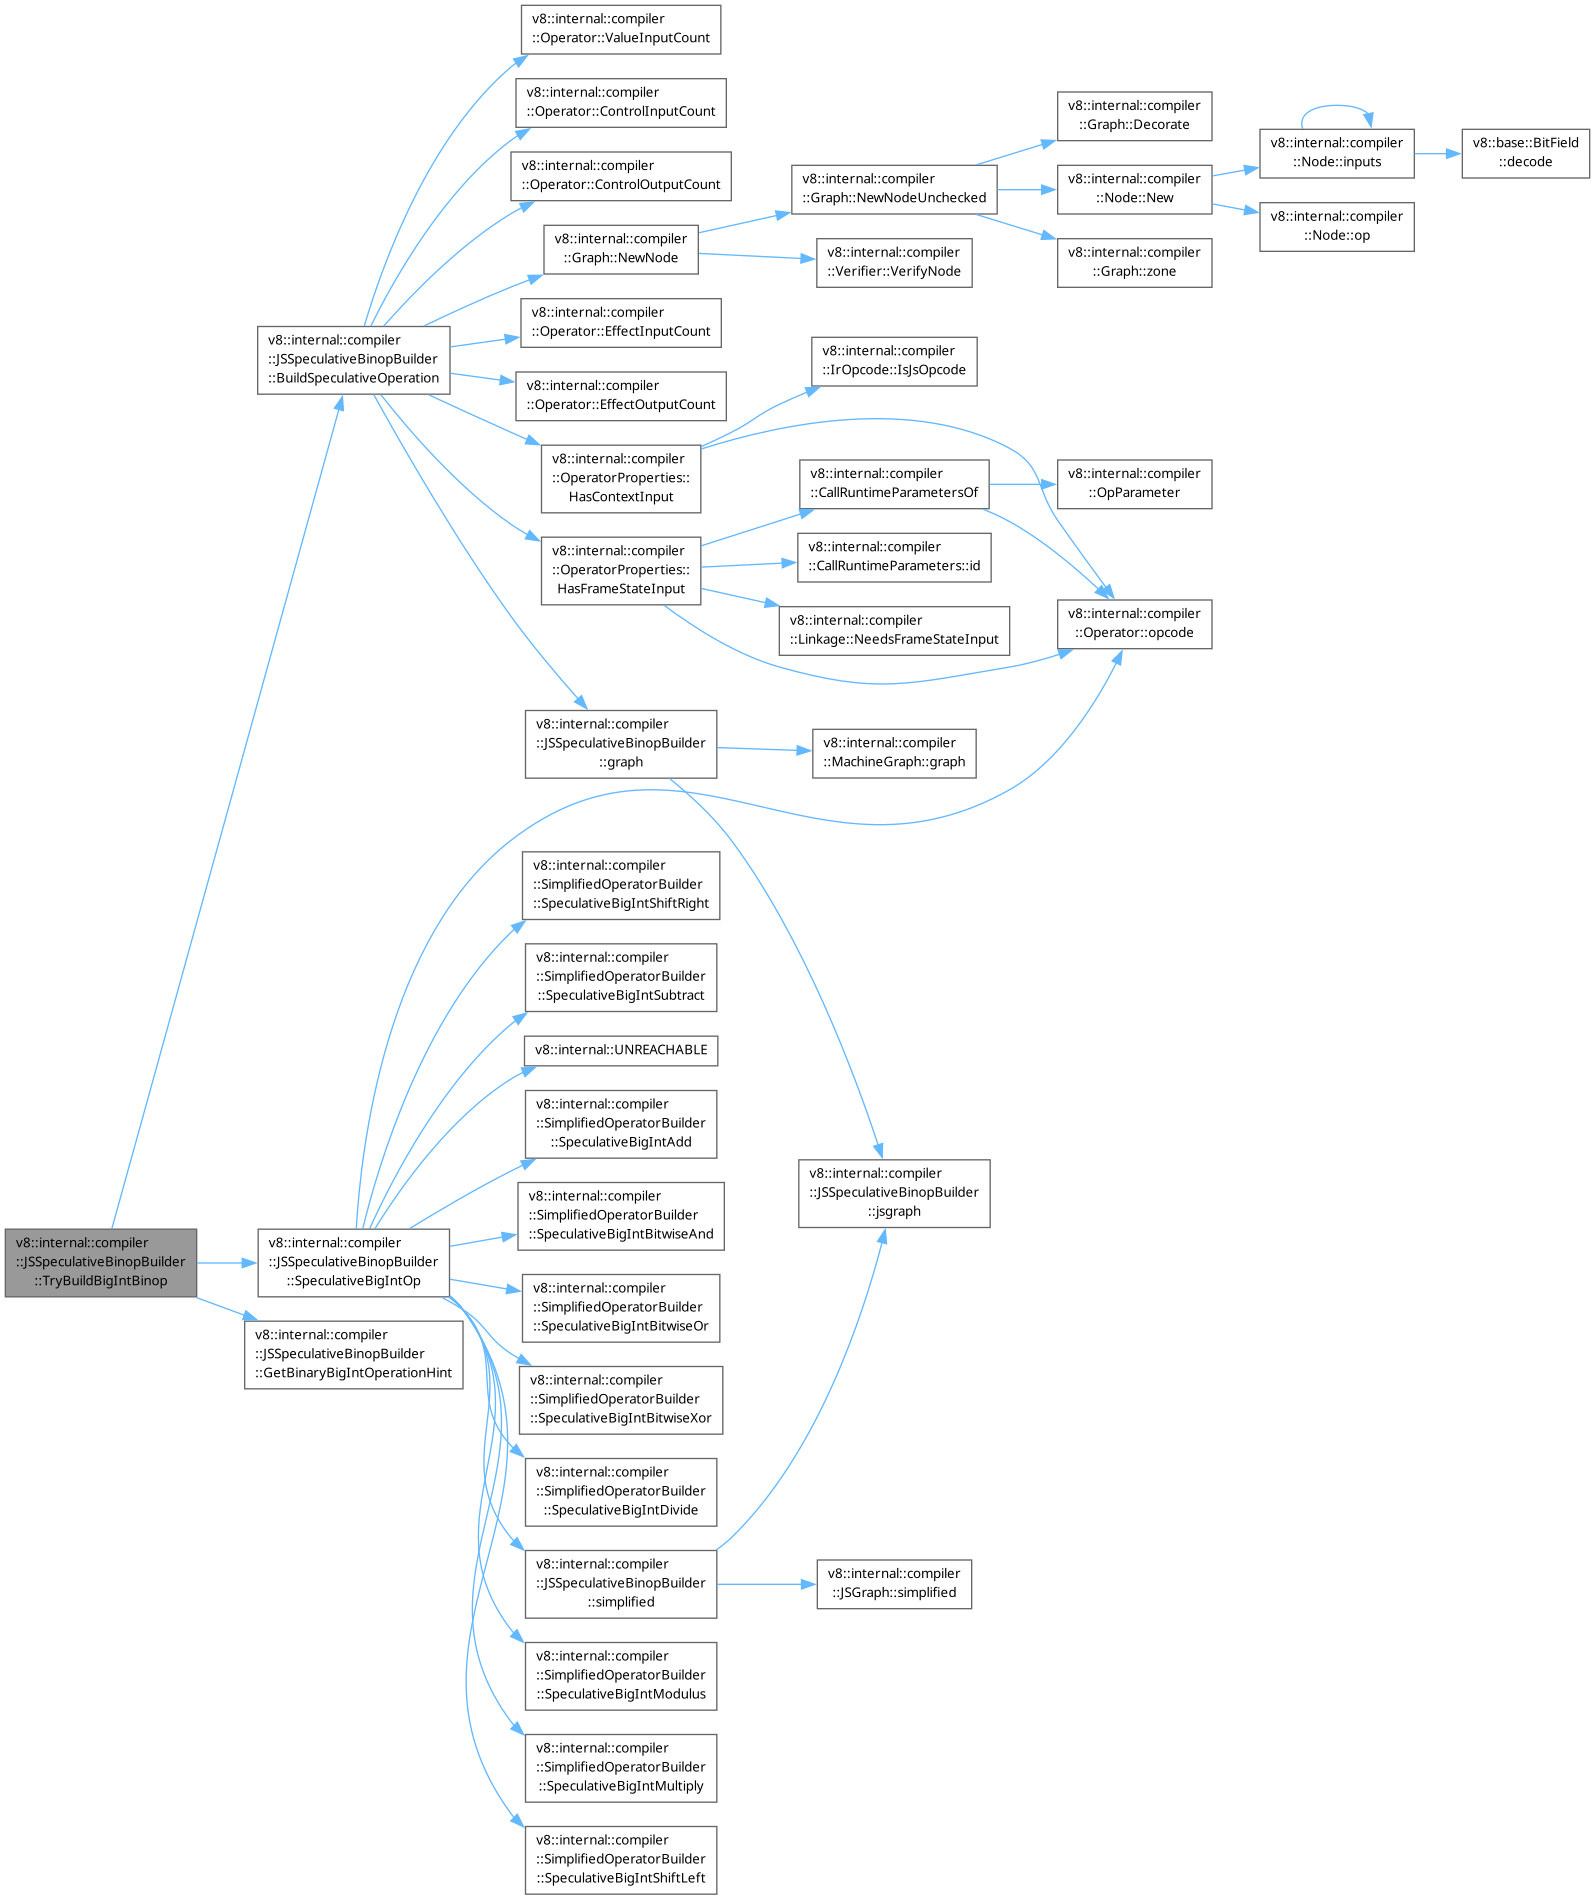 v8::internal::compiler
::Operator::ValueInputCount
v8::internal::compiler
::Operator::ControlInputCount
v8::internal::compiler
::Operator::ControlOutputCount
v8::internal::compiler
::Graph::NewNode
v8::internal::compiler
::Graph::NewNodeUnchecked
v8::internal::compiler
::Graph::Decorate
v8::internal::compiler
::Node::New
v8::internal::compiler
::Node::inputs
v8::base::BitField
::decode
v8::internal::compiler
::Node::op
v8::internal::compiler
::Graph::zone
v8::internal::compiler
::Verifier::VerifyNode
v8::internal::compiler
::JSSpeculativeBinopBuilder
::BuildSpeculativeOperation
v8::internal::compiler
::Operator::EffectInputCount
v8::internal::compiler
::Operator::EffectOutputCount
v8::internal::compiler
::OperatorProperties::
HasContextInput
v8::internal::compiler
::IrOpcode::IsJsOpcode
v8::internal::compiler
::OperatorProperties::
HasFrameStateInput
v8::internal::compiler
::CallRuntimeParametersOf
v8::internal::compiler
::OpParameter
v8::internal::compiler
::CallRuntimeParameters::id
v8::internal::compiler
::Linkage::NeedsFrameStateInput
v8::internal::compiler
::Operator::opcode
v8::internal::compiler
::JSSpeculativeBinopBuilder
::graph
v8::internal::compiler
::MachineGraph::graph
v8::internal::compiler
::SimplifiedOperatorBuilder
::SpeculativeBigIntShiftRight
v8::internal::compiler
::SimplifiedOperatorBuilder
::SpeculativeBigIntSubtract
v8::internal::UNREACHABLE
v8::internal::compiler
::SimplifiedOperatorBuilder
::SpeculativeBigIntAdd
v8::internal::compiler
::JSSpeculativeBinopBuilder
::jsgraph
v8::internal::compiler
::SimplifiedOperatorBuilder
::SpeculativeBigIntBitwiseAnd
v8::internal::compiler
::JSSpeculativeBinopBuilder
::TryBuildBigIntBinop
v8::internal::compiler
::JSSpeculativeBinopBuilder
::SpeculativeBigIntOp
v8::internal::compiler
::SimplifiedOperatorBuilder
::SpeculativeBigIntBitwiseOr
v8::internal::compiler
::JSSpeculativeBinopBuilder
::GetBinaryBigIntOperationHint
v8::internal::compiler
::SimplifiedOperatorBuilder
::SpeculativeBigIntBitwiseXor
v8::internal::compiler
::SimplifiedOperatorBuilder
::SpeculativeBigIntDivide
v8::internal::compiler
::JSSpeculativeBinopBuilder
::simplified
v8::internal::compiler
::JSGraph::simplified
v8::internal::compiler
::SimplifiedOperatorBuilder
::SpeculativeBigIntModulus
v8::internal::compiler
::SimplifiedOperatorBuilder
::SpeculativeBigIntMultiply
v8::internal::compiler
::SimplifiedOperatorBuilder
::SpeculativeBigIntShiftLeft